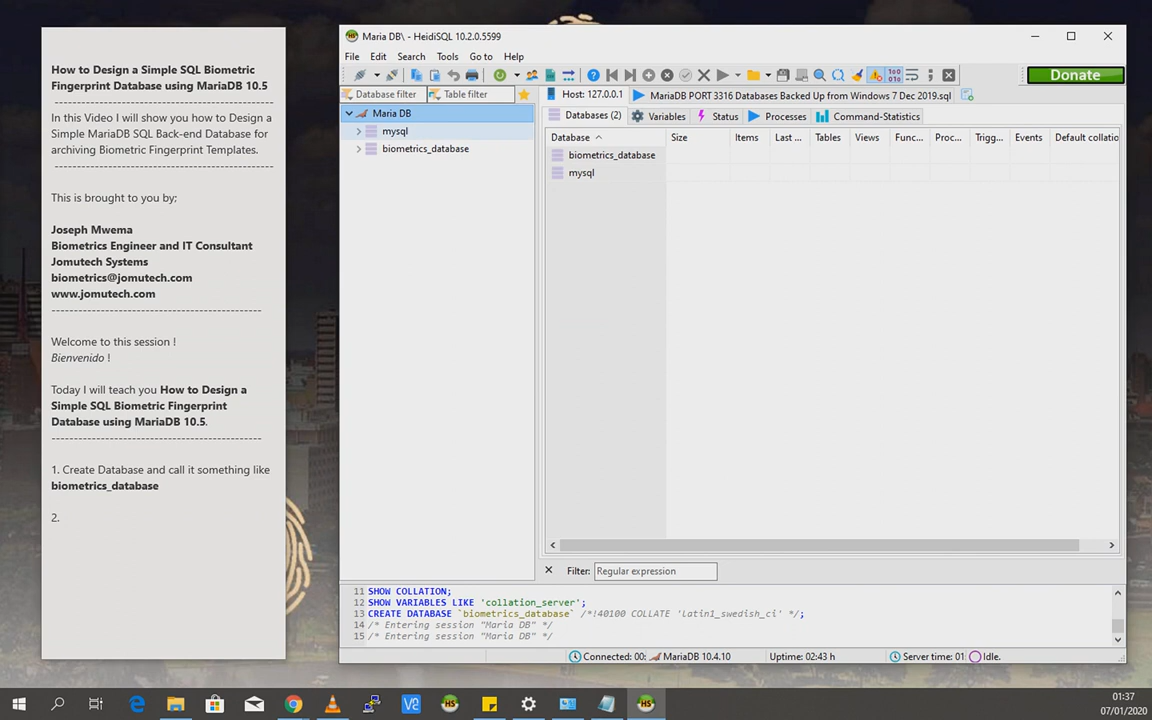 How to Design a Simple SQL Biometric
Fingerprint Database using MariaDB 10.5
In this Video I will show you how to Design a
Simple MariaDB SQL Back-end Database for
archiving Biometric Fingerprint Templates.
This is brought to you by;
Joseph Mwema
Biometrics Engineer and IT Consultant
Jomutech Systems
biometrics@jomutech.com
www.jomutech.com
Welcome to this session !
Bienvenido !
Today I will teach you How to Design a
Simple SQL Biometric Fingerprint
Database using MariaDB 10.5.
1. Create Database and call it something like
biometrics_database
2.
Maria DB\ - HeidiSQL 10.2.0.5599
File Edit Search Tools Go to Help
Donate
Database filter Table filter
Host: 127.0.0.1 MariaDB PORT 3316 Databases Backed Up from Windows 7 Dec 2019.sql
Maria DB
mysql
biometrics_database
Databases (2) Variables Status Processes Command-Statistics
Database Size Items Last ... Tables Views Func... Proc... Trigg... Events Default collatio
biometrics_database
mysql
Filter: Regular expression
11 SHOW COLLATION;
12 SHOW VARIABLES LIKE 'collation_server';
13 CREATE DATABASE `biometrics_database` /*!40100 COLLATE 'latin1_swedish_ci' */;
14 /* Entering session "Maria DB" */
15 /* Entering session "Maria DB" */
Connected: 00: MariaDB 10.4.10 Uptime: 02:43 h Server time: 01 Idle.
01:37
07/01/2020